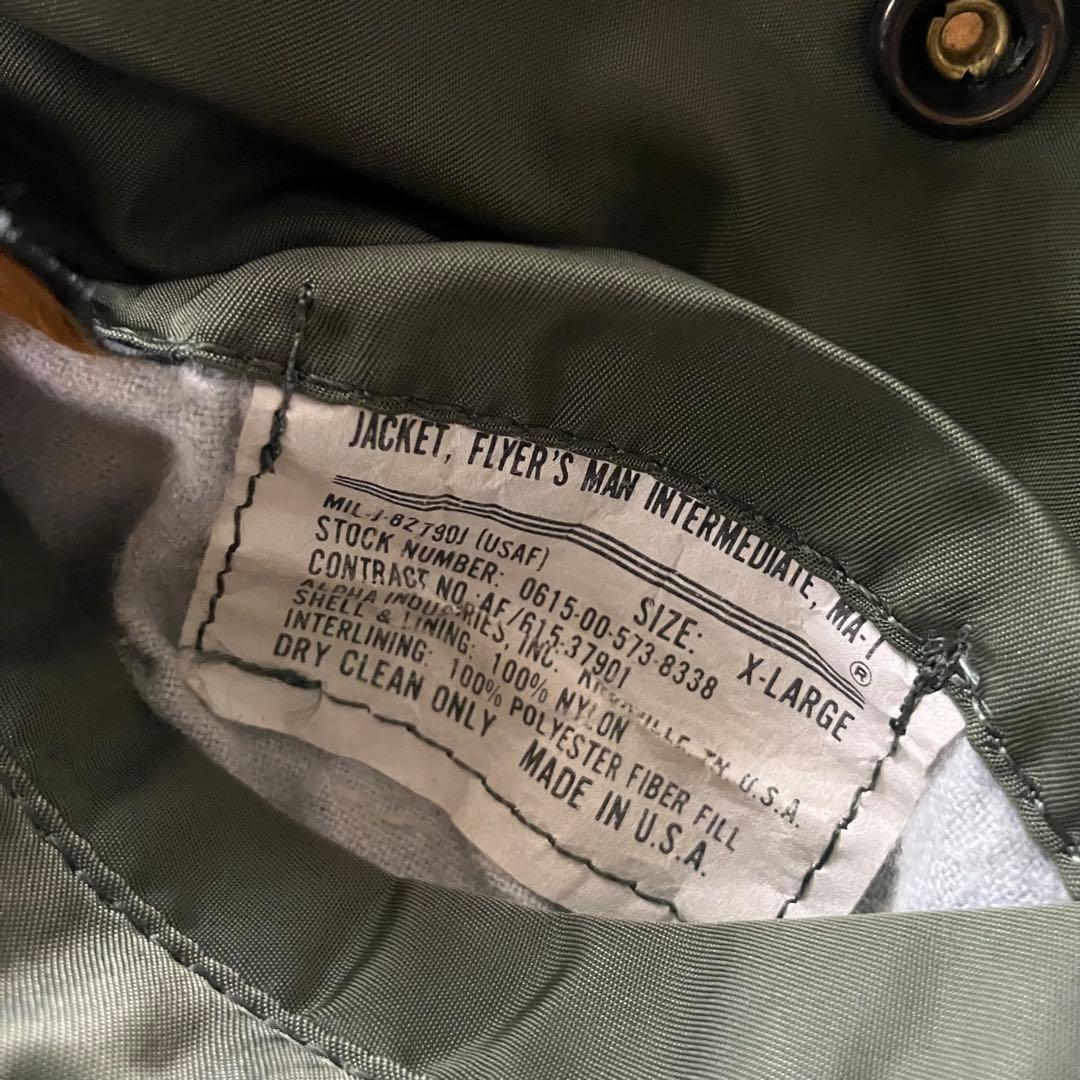 JACKET, FLYER'S MAN INTERMEDIATE, MA-1
®
MIL-J-82790J (USAF)
SIZE: X-LARGE
STOCK NUMBER: 0615-00-573-8338
CONTRACT NO. AF/615-37901
ALPHA INDUSTRIES, INC. KNOXVILLE, TN. U.S.A.
SHELL & LINING: 100% NYLON
INTERLINING: 100% POLYESTER FIBER FILL
DRY CLEAN ONLY
MADE IN U.S.A.